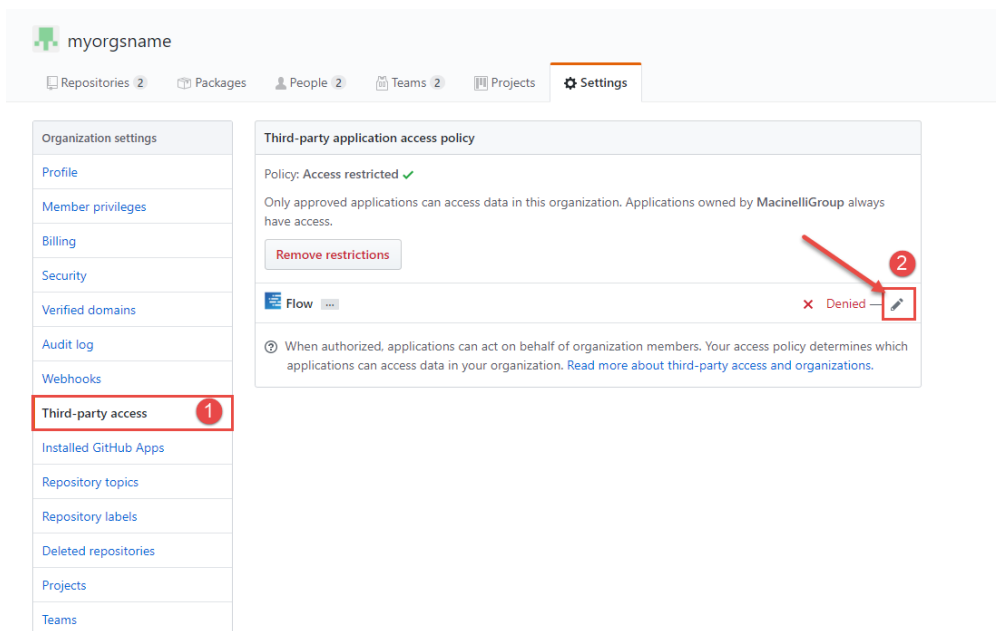 myorgsname
Repositories 2 Packages People 2 Teams 2 Projects Settings
Organization settings
Profile
Member privileges
Billing
Security
Verified domains
Audit log
Webhooks
Third-party access 1
Installed GitHub Apps
Repository topics
Repository labels
Deleted repositories
Projects
Teams
Third-party application access policy
Policy: Access restricted
Only approved applications can access data in this organization. Applications owned by MacinelliGroup always
have access.
Remove restrictions
2
Flow ... Denied
When authorized, applications can act on behalf of organization members. Your access policy determines which
applications can access data in your organization. Read more about third-party access and organizations.